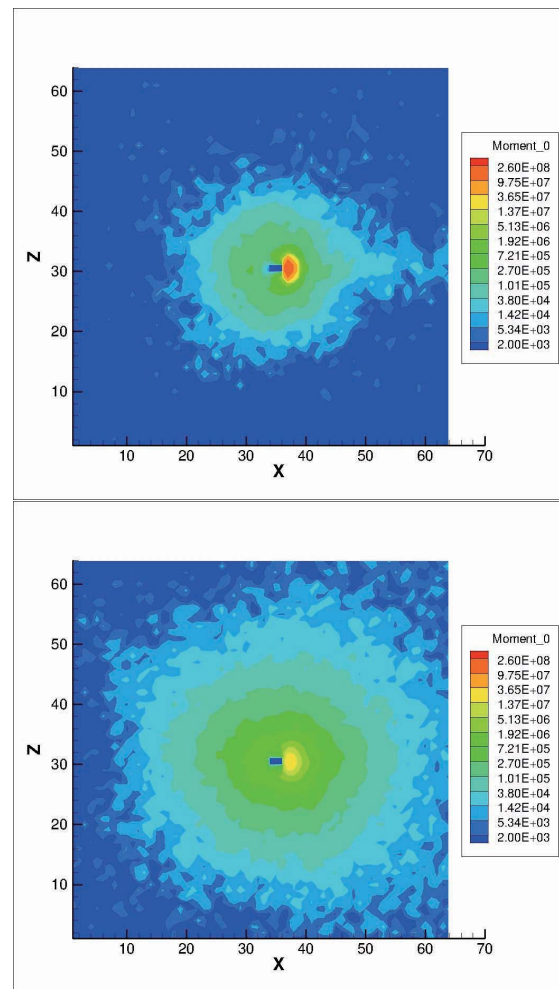 60
Moment_0
2.60E+08
50
9.75E+07
3.65E+07
40
1.37E+07
5.13E+06
Z
1.92E+06
30
7.21E+05
2.70E+05
1.01E+05
20
3.80E+04
1.42E+04
5.34E+03
10
2.00E+03
10 20 30 40 50 60 70
X
60
Moment_0
2.60E+08
50
9.75E+07
3.65E+07
40
1.37E+07
5.13E+06
Z
1.92E+06
30
7.21E+05
2.70E+05
1.01E+05
20
3.80E+04
1.42E+04
5.34E+03
10
2.00E+03
10 20 30 40 50 60 70
X